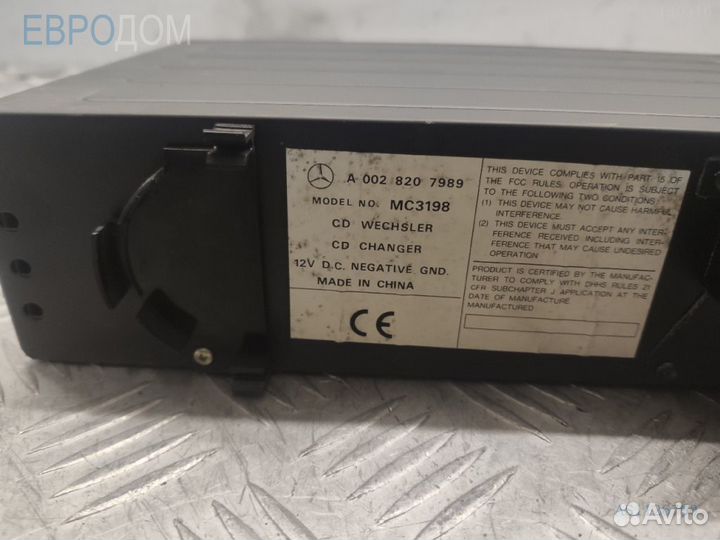 ЕВРОДОМ
A 002 820 7989
MODEL NO. MC3198
CD WECHSLER
CD CHANGER
12V D.C. NEGATIVE GND.
MADE IN CHINA
CE
THIS DEVICE COMPLIES WITH PART 15 OF
THE FCC RULES. OPERATION IS SUBJECT
TO THE FOLLOWING TWO CONDITIONS
(1) THIS DEVICE MAY NOT CAUSE HARMFUL
INTERFERENCE.
(2) THIS DEVICE MUST ACCEPT ANY INTER-
FERENCE RECEIVED INCLUDING INTER-
FERENCE THAT MAY CAUSE UNDESIRED
OPERATION
PRODUCT IS CERTIFIED BY THE MANUFAC-
TURER TO COMPLY WITH DHHS RULES 21
CFR SUBCHAPTER J APPLICATION AT THE
DATE OF MANUFACTURE
MANUFACTURED
Avito